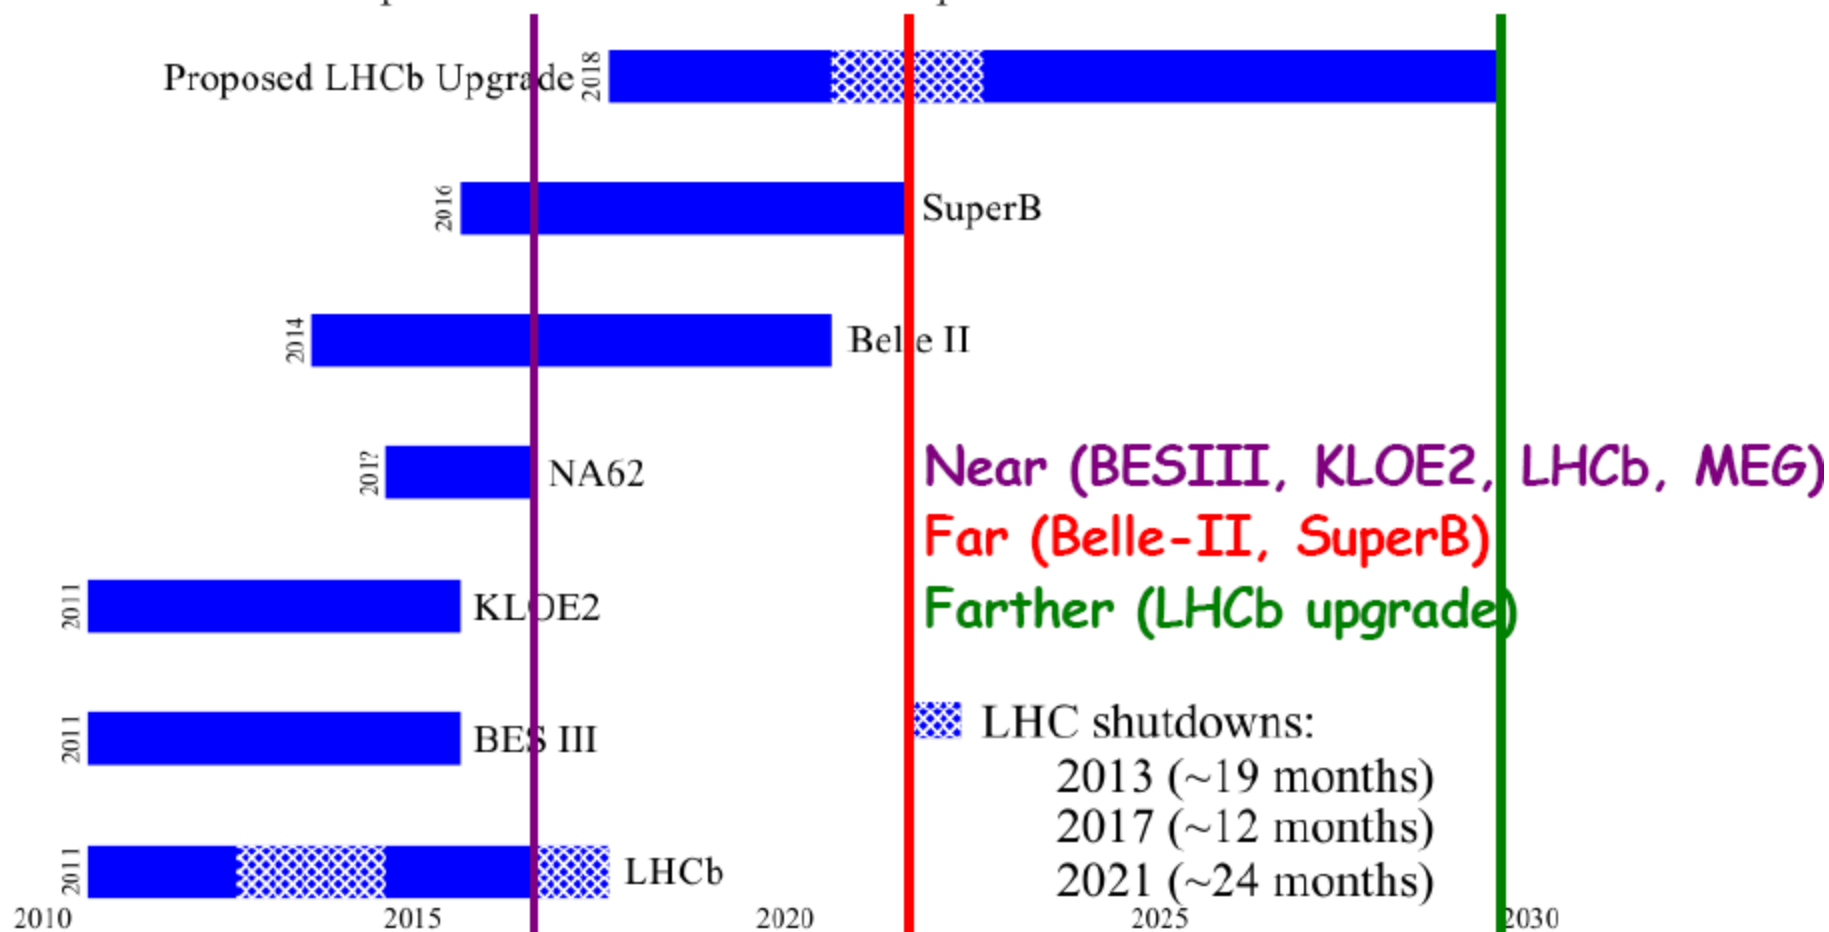 Proposed LHCb Upgrade 2018
2016 SuperB
2014 Belle II
201? NA62
Near (BESIII, KLOE2, LHCb, MEG)
Far (Belle-II, SuperB)
2011 KLOE2
Farther (LHCb upgrade)
2011 BES III
LHC shutdowns:
2013 (~19 months)
2017 (~12 months)
2021 (~24 months)
2011 LHCb
2010 2015 2020 2025 2030